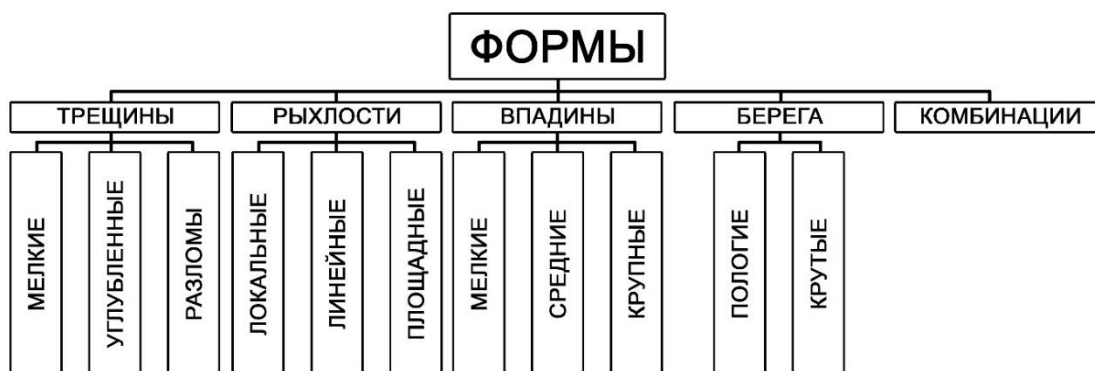 ФОРМЫ
ТРЕЩИНЫ
РЫХЛОСТИ
ВПАДИНЫ
БЕРЕГА
КОМБИНАЦИИ
МЕЛКИЕ
УГЛУБЛЕННЫЕ
РАЗЛОМЫ
ЛОКАЛЬНЫЕ
ЛИНЕЙНЫЕ
ПЛОЩАДНЫЕ
МЕЛКИЕ
СРЕДНИЕ
КРУПНЫЕ
ПОЛОГИЕ
КРУТЫЕ